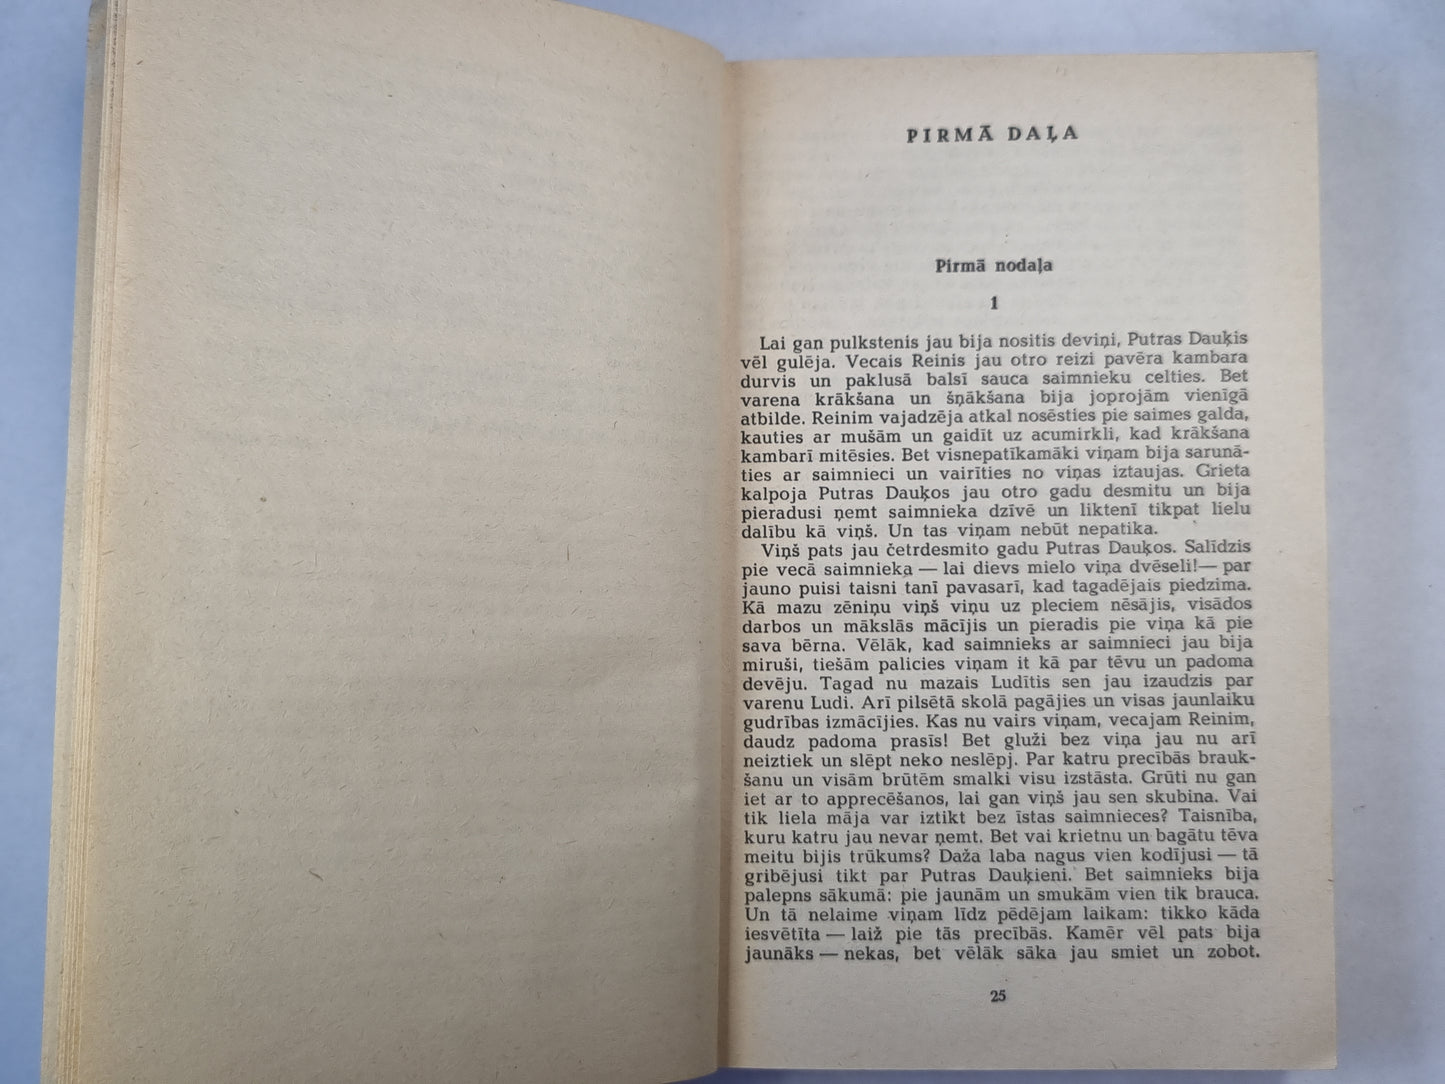 PIRMĀ DAĻA
Pirmā nodaļa
1
Lai gan pulkstenis jau bija nositis deviņi, Putras Dauķis
vēl gulēja. Vecais Reinis jau otro reizi pavēra kambara
durvis un paklusā balsī sauca saimnieku celties. Bet
varena krākšana un šņākšana bija joprojām vienīgā
atbilde. Reinim vajadzēja atkal nosēsties pie saimes galda,
kauties ar mušām un gaidīt uz acumirkli, kad krākšana
kambarī mitēsies. Bet visnepatīkamāki viņam bija sarunā-
ties ar saimnieci un vairīties no viņas iztaujas. Grieta
kalpoja Putras Dauķos jau otro gadu desmitu un bija
pieradusi ņemt saimnieka dzīvē un liktenī tikpat lielu
dalību kā viņš. Un tas viņam nebūt nepatika.
Viņš pats jau četrdesmito gadu Putras Dauķos. Salīdzis
pie vecā saimnieka — lai dievs mielo viņa dvēseli! — par
jauno puisi taisni tanī pavasarī, kad tagadējais piedzima.
Kā mazu zēniņu viņš viņu uz pleciem nēsājis, visādos
darbos un mākslās mācījis un pieradis pie viņa kā pie
sava bērna. Vēlāk, kad saimnieks ar saimnieci jau bija
miruši, tiešām palicies viņam it kā par tēvu un padoma
devēju. Tagad nu mazais Ludītis sen jau izaudzis par
varenu Ludi. Arī pilsētā skolā pagājies un visas jaunlaiku
gudrības izmācījies. Kas nu vairs viņam, vecajam Reinim,
daudz padoma prasīs! Bet gluži bez viņa jau nu arī
neiztiek un slēpt neko neslēpj. Par katru precībās brauk-
šanu un visām brūtēm smalki visu izstāsta. Grūti nu gan
iet ar to apprecēšanos, lai gan viņš jau sen skubina. Vai
tik liela māja var iztikt bez īstas saimnieces? Taisnība,
kuru katru jau nevar ņemt. Bet vai krietnu un bagātu tēva
meitu bijis trūkums? Daža laba nagus vien kodījusi — tā
gribējusi tikt par Putras Dauķieni. Bet saimnieks bija
palepns sākumā: pie jaunām un smukām vien tik brauca.
Un tā nelaime viņam līdz pēdējam laikam: tikko kāda
iesvētīta — laiž pie tās precībās. Kamēr vēl pats bija
jaunāks — nekas, bet vēlāk sāka jau smiet un zobot.
25